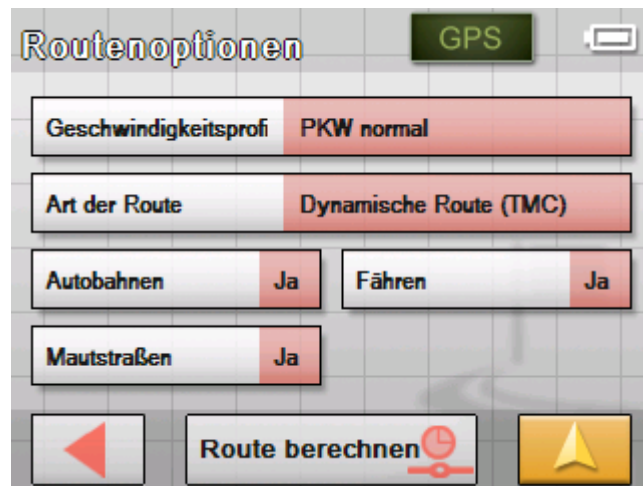 Routenoptionen GPS
Geschwindigkeitsprofi PKW normal
Art der Route Dynamische Route (TMC)
Autobahnen Ja Fähren Ja
Mautstraßen Ja
Route berechnen